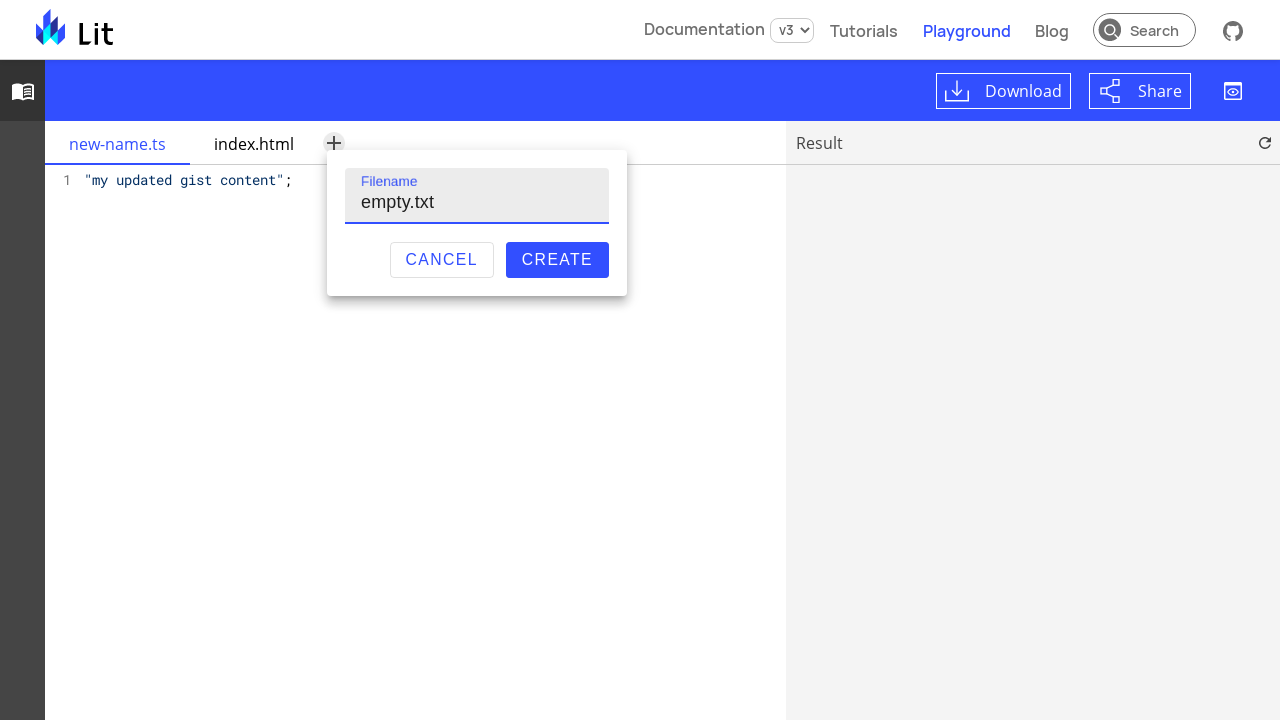 Lit
Documentation v3 Tutorials Playground Blog Search
Download Share
new-name.ts index.html
Result
1 "my updated gist content";
Filename
empty.txt
CANCEL CREATE